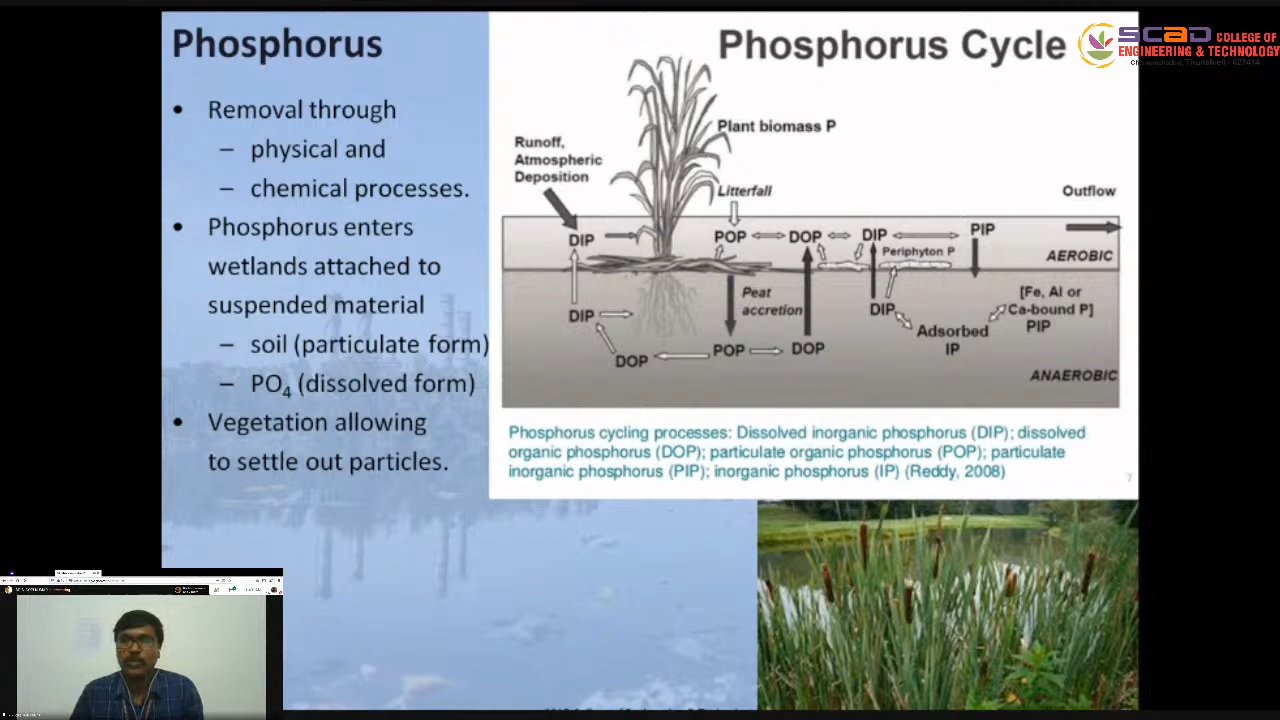 Phosphorus
• Removal through
– physical and
– chemical processes.
• Phosphorus enters
wetlands attached to
suspended material
– soil (particulate form)
– PO4 (dissolved form)
• Vegetation allowing
to settle out particles.
Phosphorus Cycle
SCAD COLLEGE OF
ENGINEERING & TECHNOLOGY
Plant biomass P
Runoff,
Atmospheric
Deposition
Litterfall
Outflow
DIP
POP
DOP
DIP
PIP
Periphyton P
AEROBIC
Peat
accretion
[Fe, Al or
Ca-bound P]
PIP
DIP
DIP
Adsorbed
IP
DOP
POP
DOP
ANAEROBIC
Phosphorus cycling processes: Dissolved inorganic phosphorus (DIP); dissolved
organic phosphorus (DOP); particulate organic phosphorus (POP); particulate
inorganic phosphorus (PIP); inorganic phosphorus (IP) (Reddy, 2008)
7